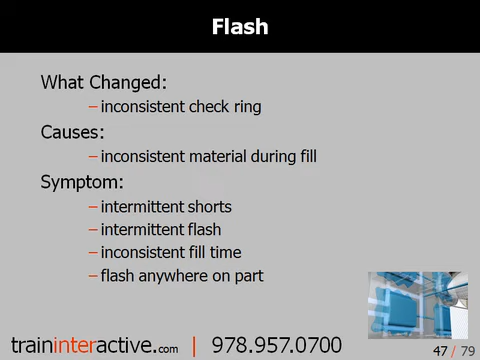 Flash
What Changed:
– inconsistent check ring
Causes:
– inconsistent material during fill
Symptom:
– intermittent shorts
– intermittent flash
– inconsistent fill time
– flash anywhere on part
traininteractive.com | 978.957.0700
47 / 79